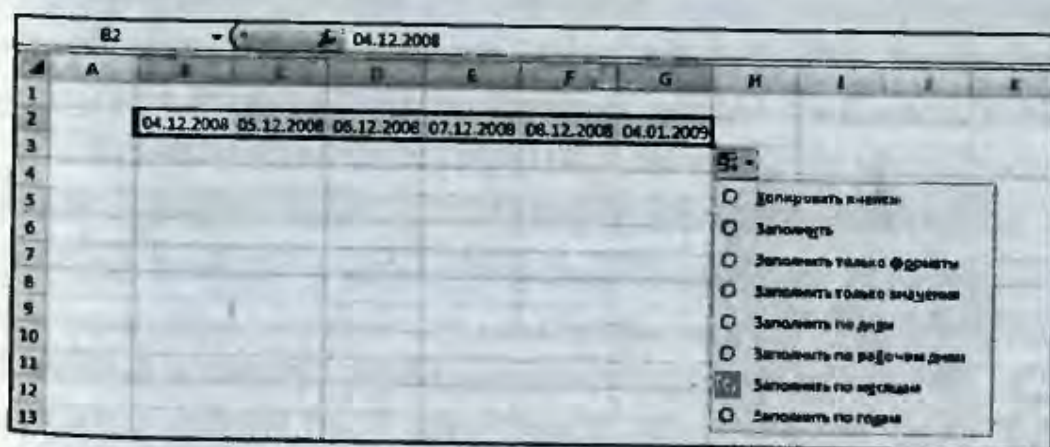 B2 04.12.2008
A B C D E F G H I J K
1
2 04.12.2008 05.12.2008 06.12.2008 07.12.2008 08.12.2008 04.01.2009
3
4
5 Копировать ячейки
6 Заполнить
7 Заполнить только форматы
8 Заполнить только значения
9 Заполнить по дням
10
11 Заполнить по рабочим дням
12 Заполнить по месяцам
13 Заполнить по годам